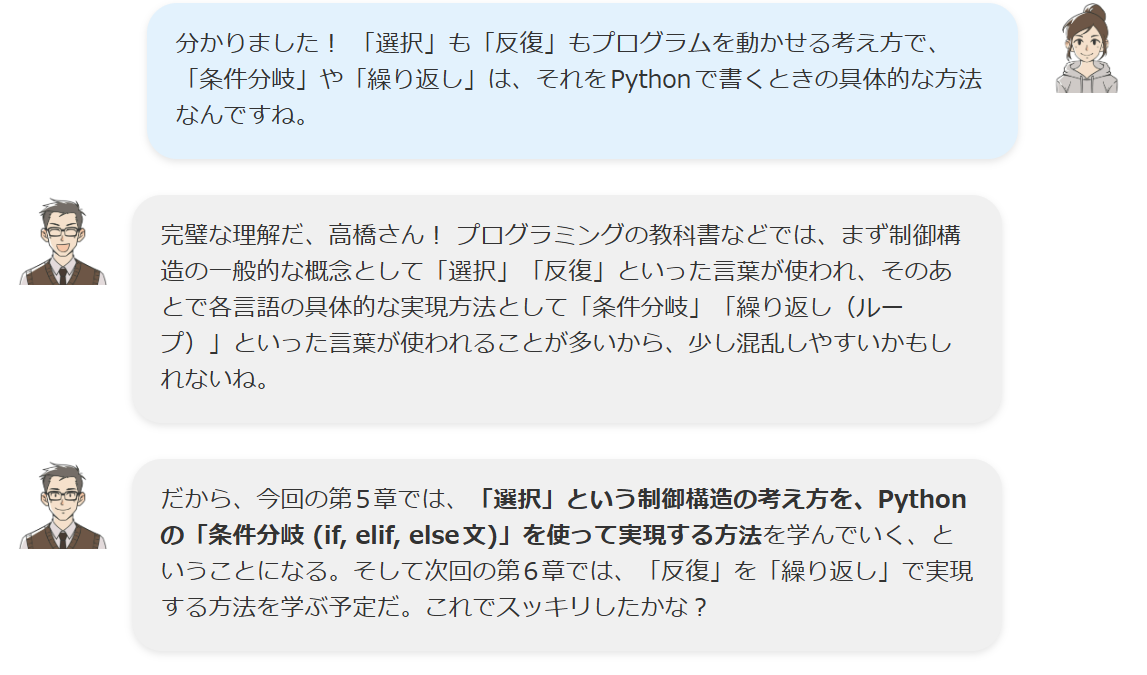 分かりました！ 「選択」も「反復」もプログラムを動かせる考え方で、
「条件分岐」や「繰り返し」は、それをPythonで書くときの具体的な方法
なんですね。
完璧な理解だ、高橋さん！ プログラミングの教科書などでは、まず制御構
造の一般的な概念として「選択」「反復」といった言葉が使われ、そのあ
とで各言語の具体的な実現方法として「条件分岐」「繰り返し（ルー
プ）」といった言葉が使われることが多いから、少し混乱しやすいかもし
れないね。
だから、今回の第５章では、「選択」という制御構造の考え方を、Python
の「条件分岐 (if, elif, else文)」を使って実現する方法を学んでいく、と
いうことになる。そして次回の第６章では、「反復」を「繰り返し」で実現
する方法を学ぶ予定だ。これでスッキリしたかな？